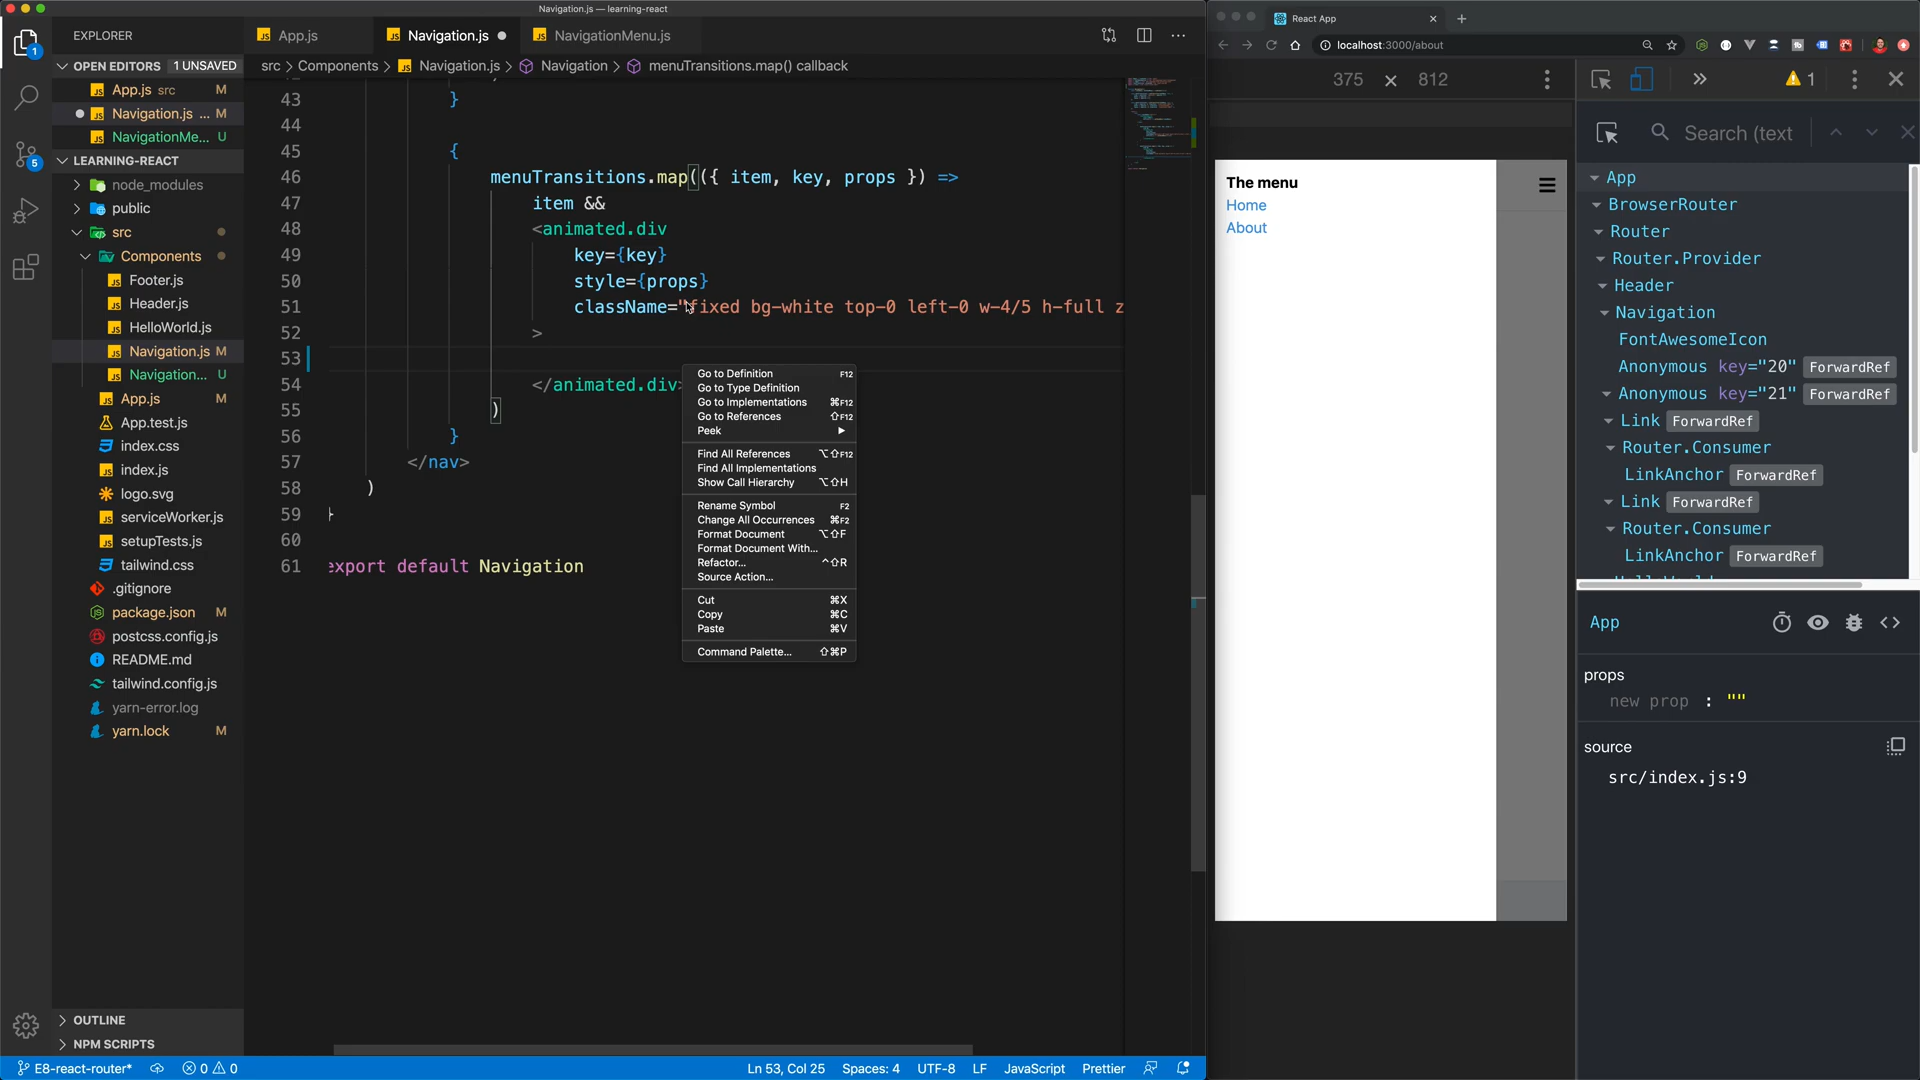 Navigation.js — learning-react
EXPLORER
OPEN EDITORS 1 UNSAVED
App.js src M
Navigation.js ... M
NavigationMe... U
LEARNING-REACT
node_modules
public
src
Components
Footer.js
Header.js
HelloWorld.js
Navigation.js M
Navigation... U
App.js M
App.test.js
index.css
index.js
logo.svg
serviceWorker.js
setupTests.js
tailwind.css
.gitignore
package.json M
postcss.config.js
README.md
tailwind.config.js
yarn-error.log
yarn.lock M
OUTLINE
NPM SCRIPTS
1
5
App.js
Navigation.js
NavigationMenu.js
src > Components > Navigation.js > Navigation > menuTransitions.map() callback
43 }
44
45 {
46 menuTransitions.map(({ item, key, props }) =>
47 item &&
48 <animated.div
49 key={key}
50 style={props}
51 className="fixed bg-white top-0 left-0 w-4/5 h-full z
52 >
53
54 </animated.div>
55 )
56 }
57 </nav>
58 )
59 }
60
61 export default Navigation
Go to Definition F12
Go to Type Definition
Go to Implementations ⌘F12
Go to References ⇧F12
Peek
Find All References ⌥⇧F12
Find All Implementations
Show Call Hierarchy ⌥⇧H
Rename Symbol F2
Change All Occurrences ⌘F2
Format Document ⌥⇧F
Format Document With...
Refactor... ^⇧R
Source Action...
Cut ⌘X
Copy ⌘C
Paste ⌘V
Command Palette... ⇧⌘P
E8-react-router* 0 0 Ln 53, Col 25 Spaces: 4 UTF-8 LF JavaScript Prettier
React App
localhost:3000/about
375 × 812
1
The menu
Home
About
Search (text
App
BrowserRouter
Router
Router.Provider
Header
Navigation
FontAwesomeIcon
Anonymous key="20" ForwardRef
Anonymous key="21" ForwardRef
Link ForwardRef
Router.Consumer
LinkAnchor ForwardRef
Link ForwardRef
Router.Consumer
LinkAnchor ForwardRef
App
props
new prop : ""
source
src/index.js:9